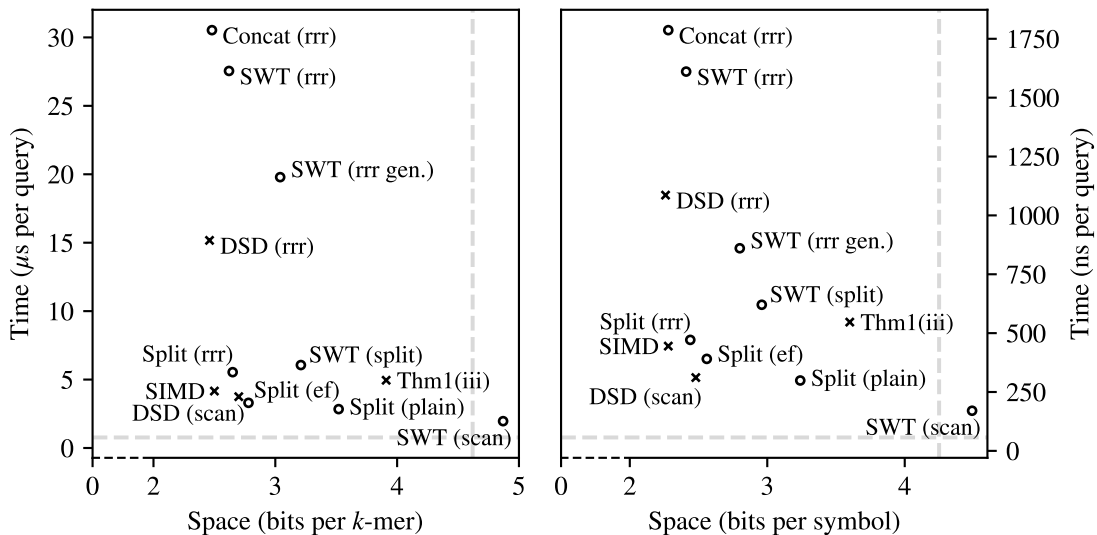 30
25
20
15
10
5
0
Time (μs per query)
Concat (rrr)
SWT (rrr)
SWT (rrr gen.)
DSD (rrr)
Split (rrr)
SWT (split)
SIMD
Split (ef)
Thm1(iii)
DSD (scan)
Split (plain)
SWT (scan)
0 2 3 4 5
Space (bits per k-mer)
Concat (rrr)
SWT (rrr)
DSD (rrr)
SWT (rrr gen.)
SWT (split)
Split (rrr)
Thm1(iii)
SIMD
Split (ef)
Split (plain)
DSD (scan)
SWT (scan)
0 2 3 4
Space (bits per symbol)
1750
1500
1250
1000
750
500
250
0
Time (ns per query)